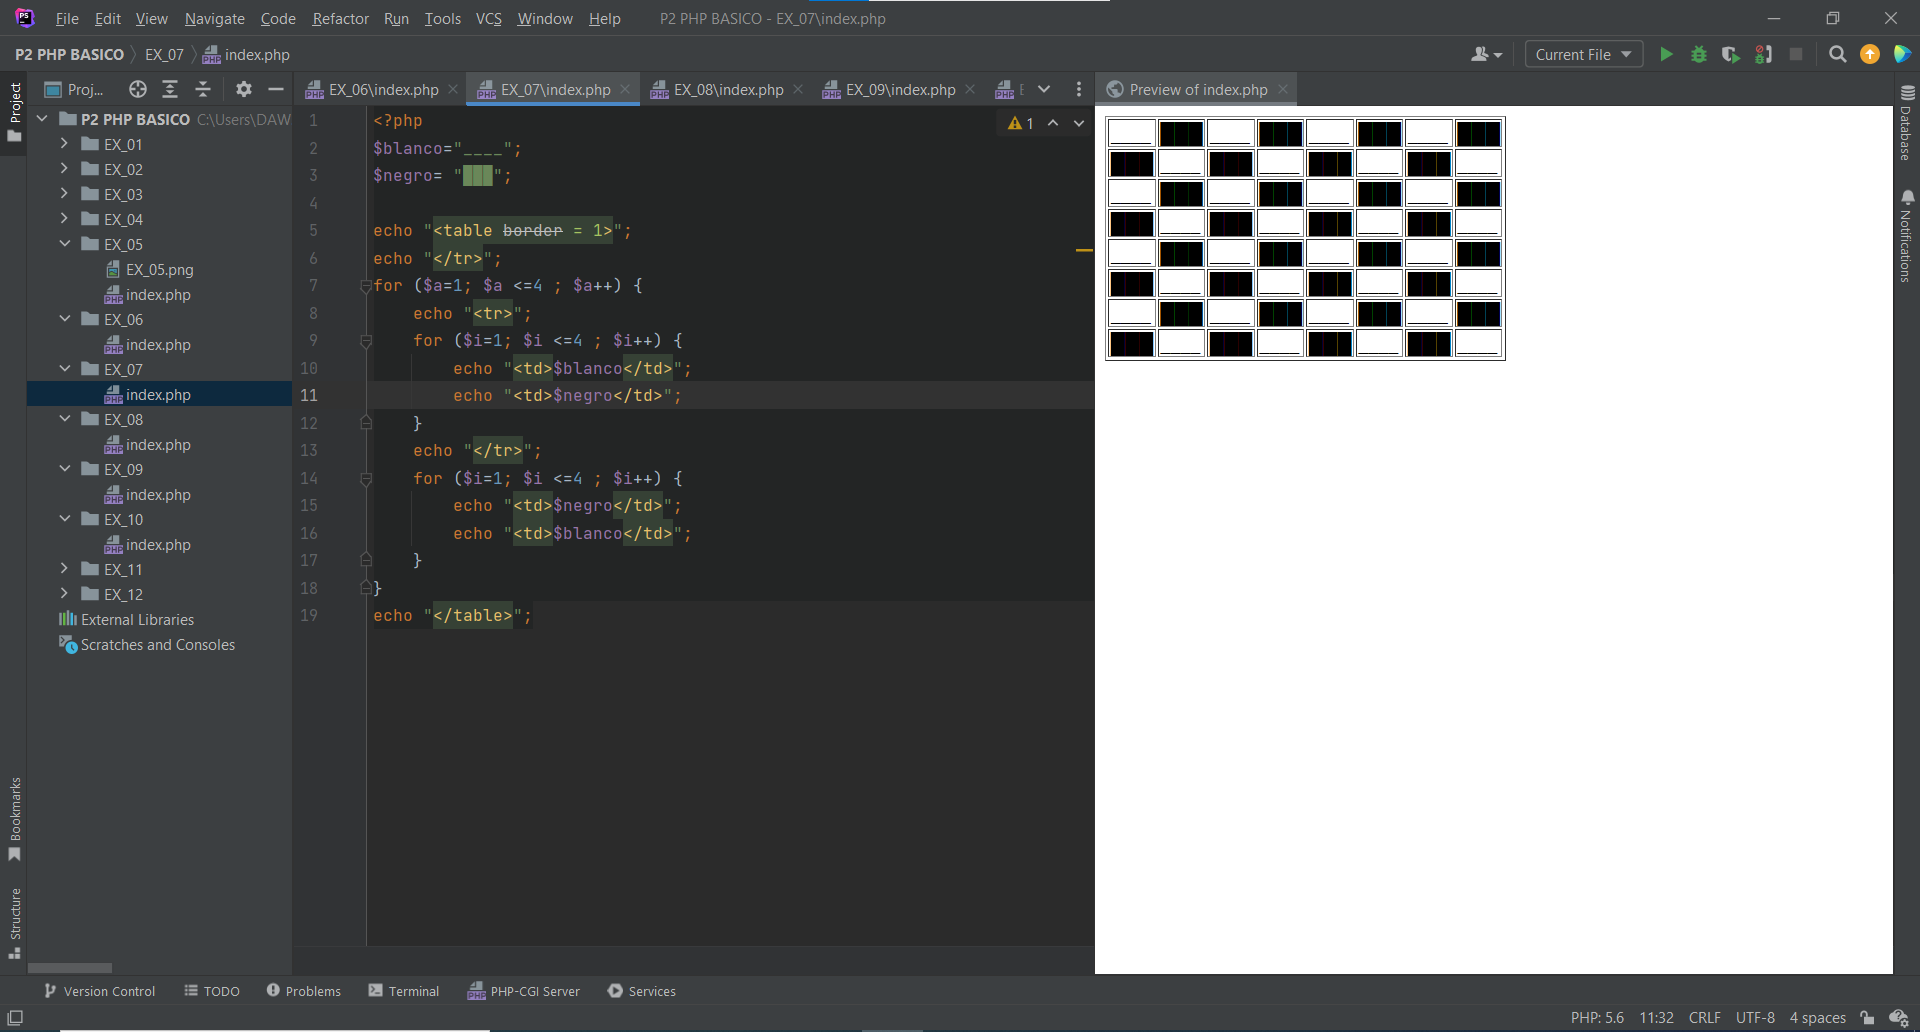 File Edit View Navigate Code Refactor Run Tools VCS Window Help P2 PHP BASICO - EX_07\index.php
P2 PHP BASICO EX_07 index.php Current File
Project
Proj...
EX_06\index.php EX_07\index.php EX_08\index.php EX_09\index.php
Preview of index.php
P2 PHP BASICO C:\Users\DAW
EX_01
EX_02
EX_03
EX_04
EX_05
EX_05.png
index.php
EX_06
index.php
EX_07
index.php
EX_08
index.php
EX_09
index.php
EX_10
index.php
EX_11
EX_12
External Libraries
Scratches and Consoles
1 <?php
2 $blanco="____";
3 $negro= "███";
4
5 echo "<table border = 1>";
6 echo "</tr>";
7 for ($a=1; $a <=4 ; $a++) {
8 echo "<tr>";
9 for ($i=1; $i <=4 ; $i++) {
10 echo "<td>$blanco</td>";
11 echo "<td>$negro</td>";
12 }
13 echo "</tr>";
14 for ($i=1; $i <=4 ; $i++) {
15 echo "<td>$negro</td>";
16 echo "<td>$blanco</td>";
17 }
18 }
19 echo "</table>";
1
Database
Notifications
Bookmarks
Structure
Version Control TODO Problems Terminal PHP-CGI Server Services
PHP: 5.6 11:32 CRLF UTF-8 4 spaces